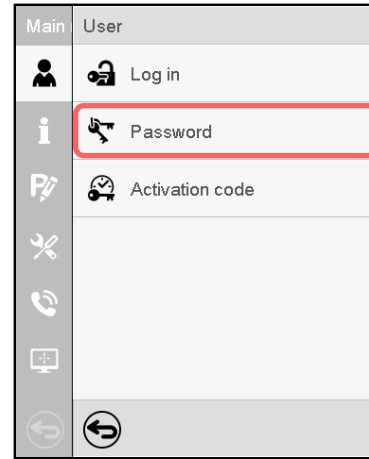 Main
User
Log in
Password
Activation code